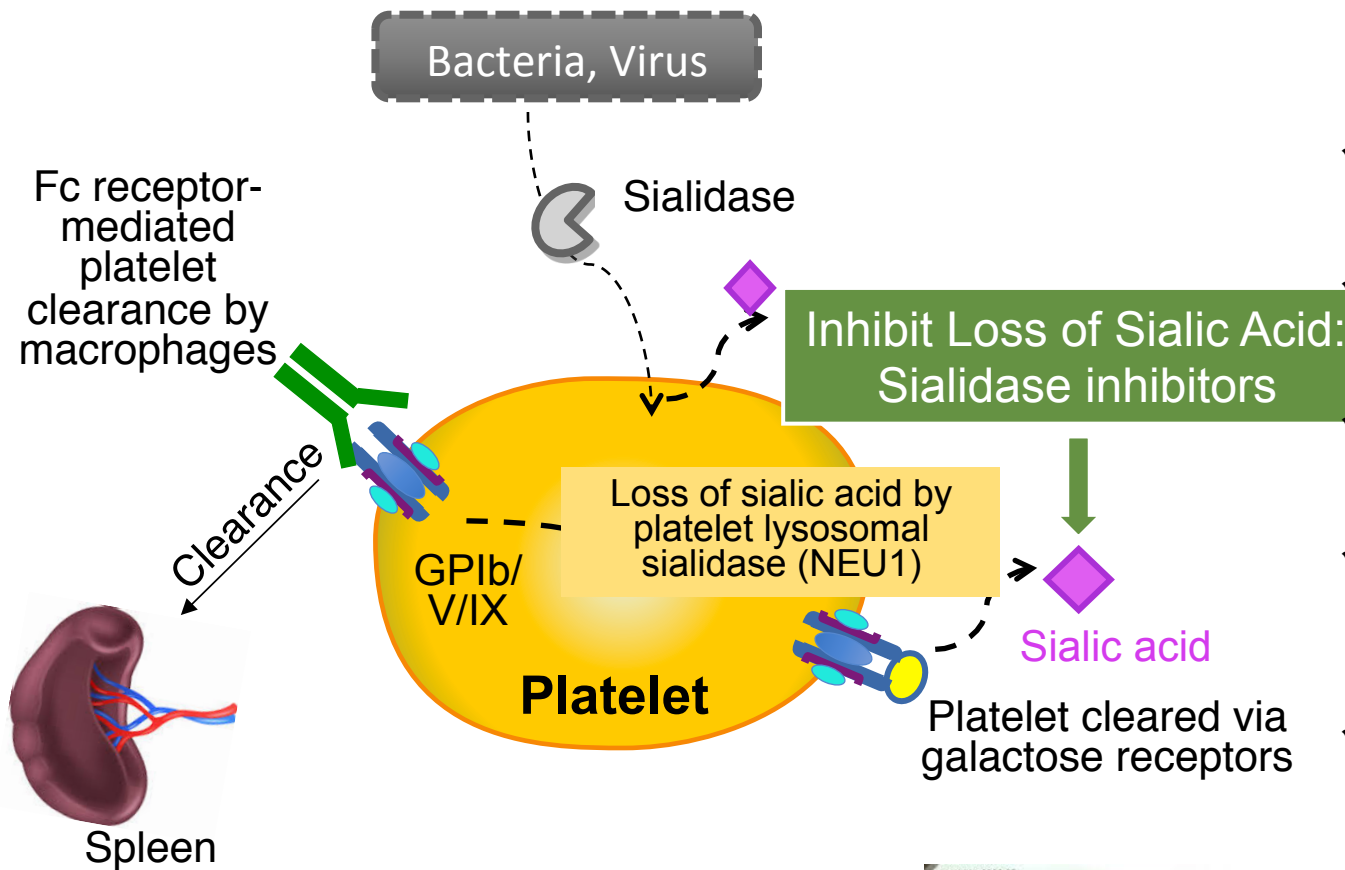 Bacteria, Virus
Fc receptor-
mediated
platelet
clearance by
macrophages
Sialidase
Inhibit Loss of Sialic Acid:
Sialidase inhibitors
Clearance
Loss of sialic acid by
platelet lysosomal
sialidase (NEU1)
GPIb/
V/IX
Sialic acid
Platelet
Platelet cleared via
galactose receptors
Spleen